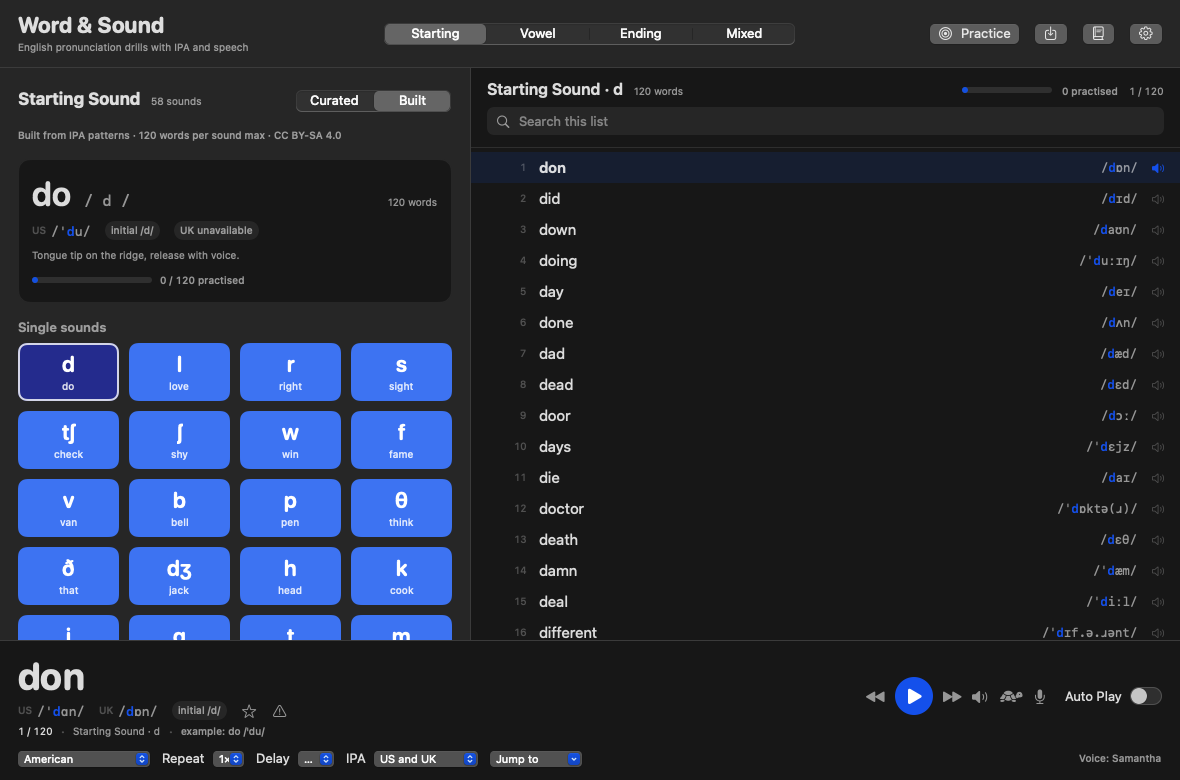 Word & Sound
English pronunciation drills with IPA and speech
Starting Vowel Ending Mixed
Practice
Starting Sound 58 sounds
Curated Built
Built from IPA patterns · 120 words per sound max · CC BY-SA 4.0
do / d / 120 words
US /ˈdu/ initial /d/ UK unavailable
Tongue tip on the ridge, release with voice.
0 / 120 practised
Single sounds
d l r s
do love right sight
tʃ ʃ w f
check shy win fame
v b p θ
van bell pen think
ð dʒ h k
that jack head cook
Starting Sound · d 120 words 0 practised 1 / 120
Search this list
1 don /dɒn/
2 did /dɪd/
3 down /daʊn/
4 doing /ˈduːɪŋ/
5 day /deɪ/
6 done /dʌn/
7 dad /dæd/
8 dead /dɛd/
9 door /dɔː/
10 days /ˈdɛjz/
11 die /daɪ/
12 doctor /ˈdɒktə(ɹ)/
13 death /dɛθ/
14 damn /ˈdæm/
15 deal /ˈdiːl/
16 different /ˈdɪf.ə.ɹənt/
don
US /ˈdɑn/ UK /dɒn/ initial /d/
1 / 120 · Starting Sound · d · example: do /ˈdu/
Auto Play
American Repeat 1× Delay ... IPA US and UK Jump to
Voice: Samantha